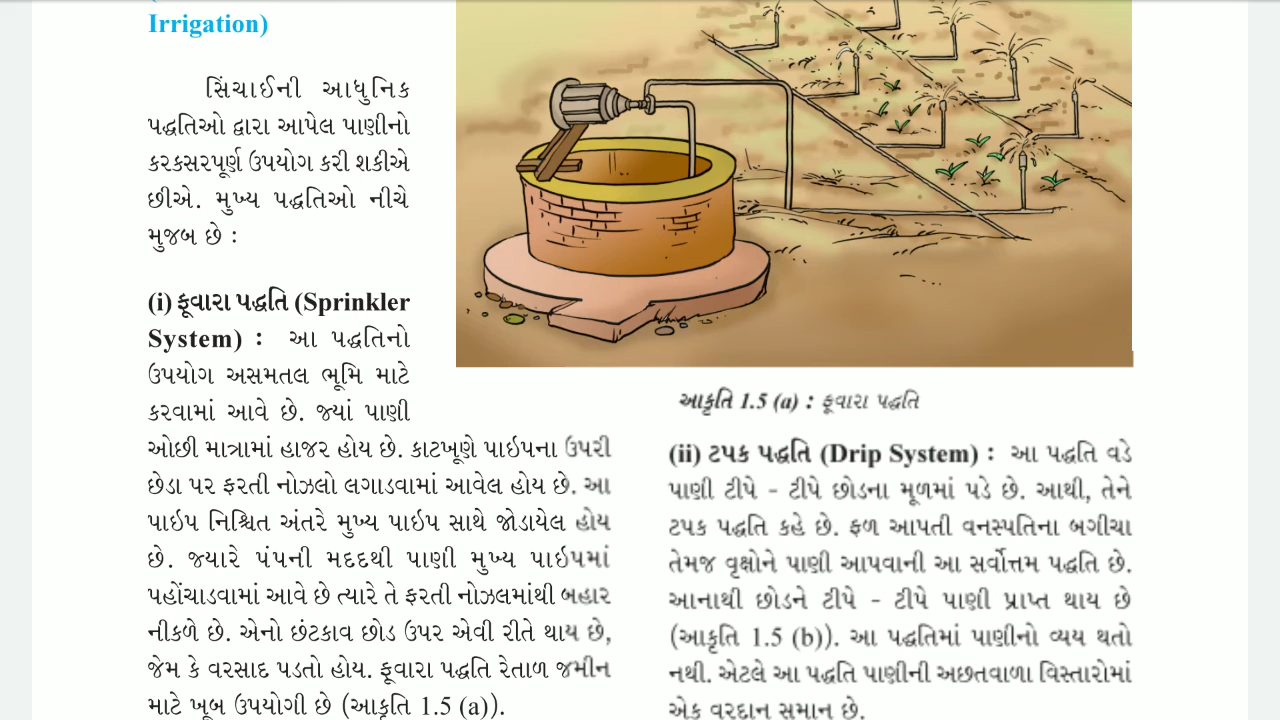 Irrigation)
સિંચાઈની આધુનિક
પદ્ધતિઓ દ્વારા આપેલ પાણીનો
કરકસરપૂર્ણ ઉપયોગ કરી શકીએ
છીએ. મુખ્ય પદ્ધતિઓ નીચે
મુજબ છે :
(i) ફૂવારા પદ્ધતિ (Sprinkler
System) : આ પદ્ધતિનો
ઉપયોગ અસમતલ ભૂમિ માટે
કરવામાં આવે છે. જ્યાં પાણી
ઓછી માત્રામાં હાજર હોય છે. કાટખૂણે પાઇપના ઉપરી
છેડા પર ફરતી નોઝલો લગાડવામાં આવેલ હોય છે. આ
પાઇપ નિશ્ચિત અંતરે મુખ્ય પાઇપ સાથે જોડાયેલ હોય
છે. જ્યારે પંપની મદદથી પાણી મુખ્ય પાઇપમાં
પહોંચાડવામાં આવે છે ત્યારે તે ફરતી નોઝલમાંથી બહાર
નીકળે છે. એનો છંટકાવ છોડ ઉપર એવી રીતે થાય છે,
જેમ કે વરસાદ પડતો હોય. ફૂવારા પદ્ધતિ રેતાળ જમીન
માટે ખૂબ ઉપયોગી છે (આકૃતિ 1.5 (a)).
આકૃતિ 1.5 (a) : ફૂવારા પદ્ધતિ
(ii) ટપક પદ્ધતિ (Drip System) : આ પદ્ધતિ વડે
પાણી ટીપે - ટીપે છોડના મૂળમાં પડે છે. આથી, તેને
ટપક પદ્ધતિ કહે છે. ફળ આપતી વનસ્પતિના બગીચા
તેમજ વૃક્ષોને પાણી આપવાની આ સર્વોત્તમ પદ્ધતિ છે.
આનાથી છોડને ટીપે - ટીપે પાણી પ્રાપ્ત થાય છે
(આકૃતિ 1.5 (b)). આ પદ્ધતિમાં પાણીનો વ્યય થતો
નથી. એટલે આ પદ્ધતિ પાણીની અછતવાળા વિસ્તારોમાં
એક વરદાન સમાન છે.